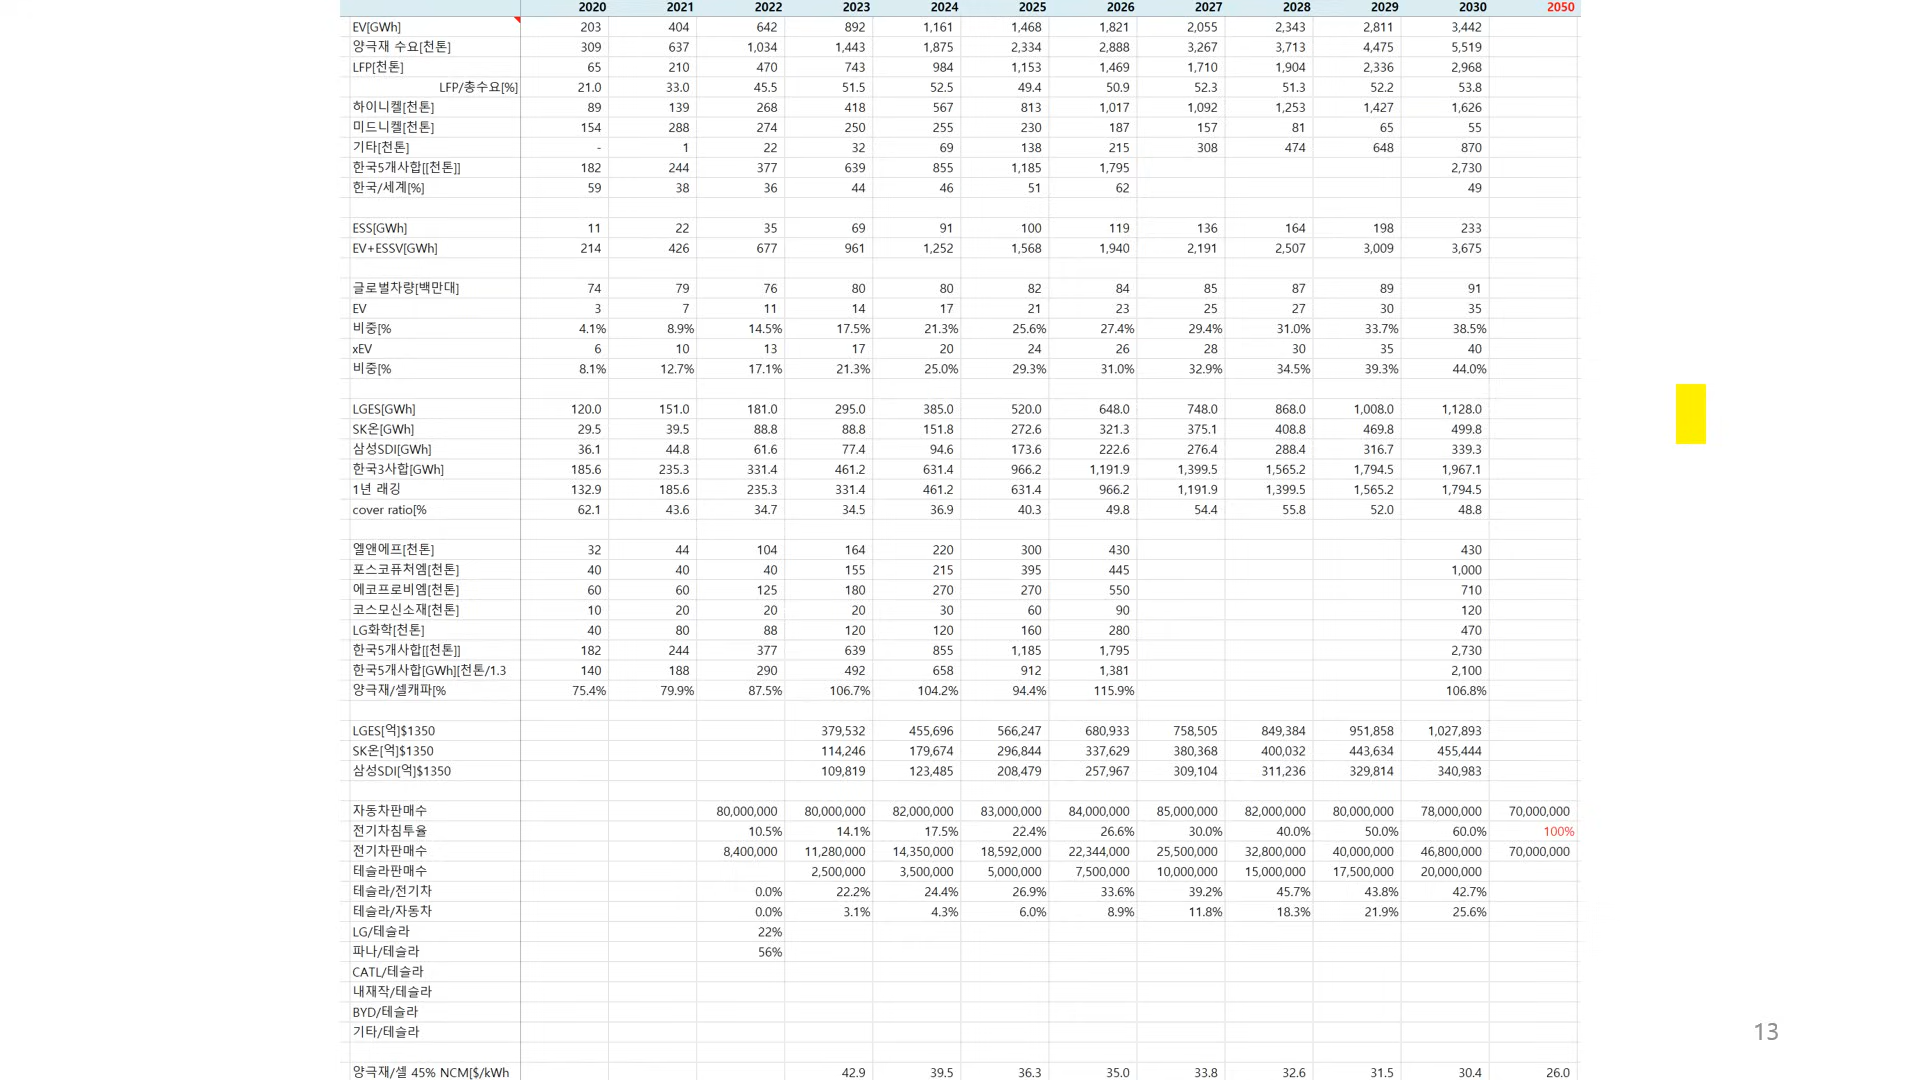 2020 2021 2022 2023 2024 2025 2026 2027 2028 2029 2030 2050
EV[GWh] 203 404 642 892 1,161 1,468 1,821 2,055 2,343 2,811 3,442
양극재 수요[천톤] 309 637 1,034 1,443 1,875 2,334 2,888 3,267 3,713 4,475 5,519
LFP[천톤] 65 210 470 743 984 1,153 1,469 1,710 1,904 2,336 2,968
LFP/총수요[%] 21.0 33.0 45.5 51.5 52.5 49.4 50.9 52.3 51.3 52.2 53.8
하이니켈[천톤] 89 139 268 418 567 813 1,017 1,092 1,253 1,427 1,626
미드니켈[천톤] 154 288 274 250 255 230 187 157 81 65 55
기타[천톤] - 1 22 32 69 138 215 308 474 648 870
한국5개사합[[천톤]] 182 244 377 639 855 1,185 1,795 2,730
한국/세계[%] 59 38 36 44 46 51 62 49
ESS[GWh] 11 22 35 69 91 100 119 136 164 198 233
EV+ESSV[GWh] 214 426 677 961 1,252 1,568 1,940 2,191 2,507 3,009 3,675
글로벌차량[백만대] 74 79 76 80 80 82 84 85 87 89 91
EV 3 7 11 14 17 21 23 25 27 30 35
비중[% 4.1% 8.9% 14.5% 17.5% 21.3% 25.6% 27.4% 29.4% 31.0% 33.7% 38.5%
xEV 6 10 13 17 20 24 26 28 30 35 40
비중[% 8.1% 12.7% 17.1% 21.3% 25.0% 29.3% 31.0% 32.9% 34.5% 39.3% 44.0%
LGES[GWh] 120.0 151.0 181.0 295.0 385.0 520.0 648.0 748.0 868.0 1,008.0 1,128.0
SK온[GWh] 29.5 39.5 88.8 88.8 151.8 272.6 321.3 375.1 408.8 469.8 499.8
삼성SDI[GWh] 36.1 44.8 61.6 77.4 94.6 173.6 222.6 276.4 288.4 316.7 339.3
한국3사합[GWh] 185.6 235.3 331.4 461.2 631.4 966.2 1,191.9 1,399.5 1,565.2 1,794.5 1,967.1
1년 래깅 132.9 185.6 235.3 331.4 461.2 631.4 966.2 1,191.9 1,399.5 1,565.2 1,794.5
cover ratio[% 62.1 43.6 34.7 34.5 36.9 40.3 49.8 54.4 55.8 52.0 48.8
엘앤에프[천톤] 32 44 104 164 220 300 430 430
포스코퓨처엠[천톤] 40 40 40 155 215 395 445 1,000
에코프로비엠[천톤] 60 60 125 180 270 270 550 710
코스모신소재[천톤] 10 20 20 20 30 60 90 120
LG화학[천톤] 40 80 88 120 120 160 280 470
한국5개사합[[천톤]] 182 244 377 639 855 1,185 1,795 2,730
한국5개사합[GWh][천톤/1.3 140 188 290 492 658 912 1,381 2,100
양극재/셀캐파[% 75.4% 79.9% 87.5% 106.7% 104.2% 94.4% 115.9% 106.8%
LGES[억]$1350 379,532 455,696 566,247 680,933 758,505 849,384 951,858 1,027,893
SK온[억]$1350 114,246 179,674 296,844 337,629 380,368 400,032 443,634 455,444
삼성SDI[억]$1350 109,819 123,485 208,479 257,967 309,104 311,236 329,814 340,983
자동차판매수 80,000,000 80,000,000 82,000,000 83,000,000 84,000,000 85,000,000 82,000,000 80,000,000 78,000,000 70,000,000
전기차침투율 10.5% 14.1% 17.5% 22.4% 26.6% 30.0% 40.0% 50.0% 60.0% 100%
전기차판매수 8,400,000 11,280,000 14,350,000 18,592,000 22,344,000 25,500,000 32,800,000 40,000,000 46,800,000 70,000,000
테슬라판매수 2,500,000 3,500,000 5,000,000 7,500,000 10,000,000 15,000,000 17,500,000 20,000,000
테슬라/전기차 0.0% 22.2% 24.4% 26.9% 33.6% 39.2% 45.7% 43.8% 42.7%
테슬라/자동차 0.0% 3.1% 4.3% 6.0% 8.9% 11.8% 18.3% 21.9% 25.6%
LG/테슬라 22%
파나/테슬라 56%
CATL/테슬라
내재작/테슬라
BYD/테슬라
기타/테슬라
양극재/셀 45% NCM[$/kWh 42.9 39.5 36.3 35.0 33.8 32.6 31.5 30.4 26.0
13